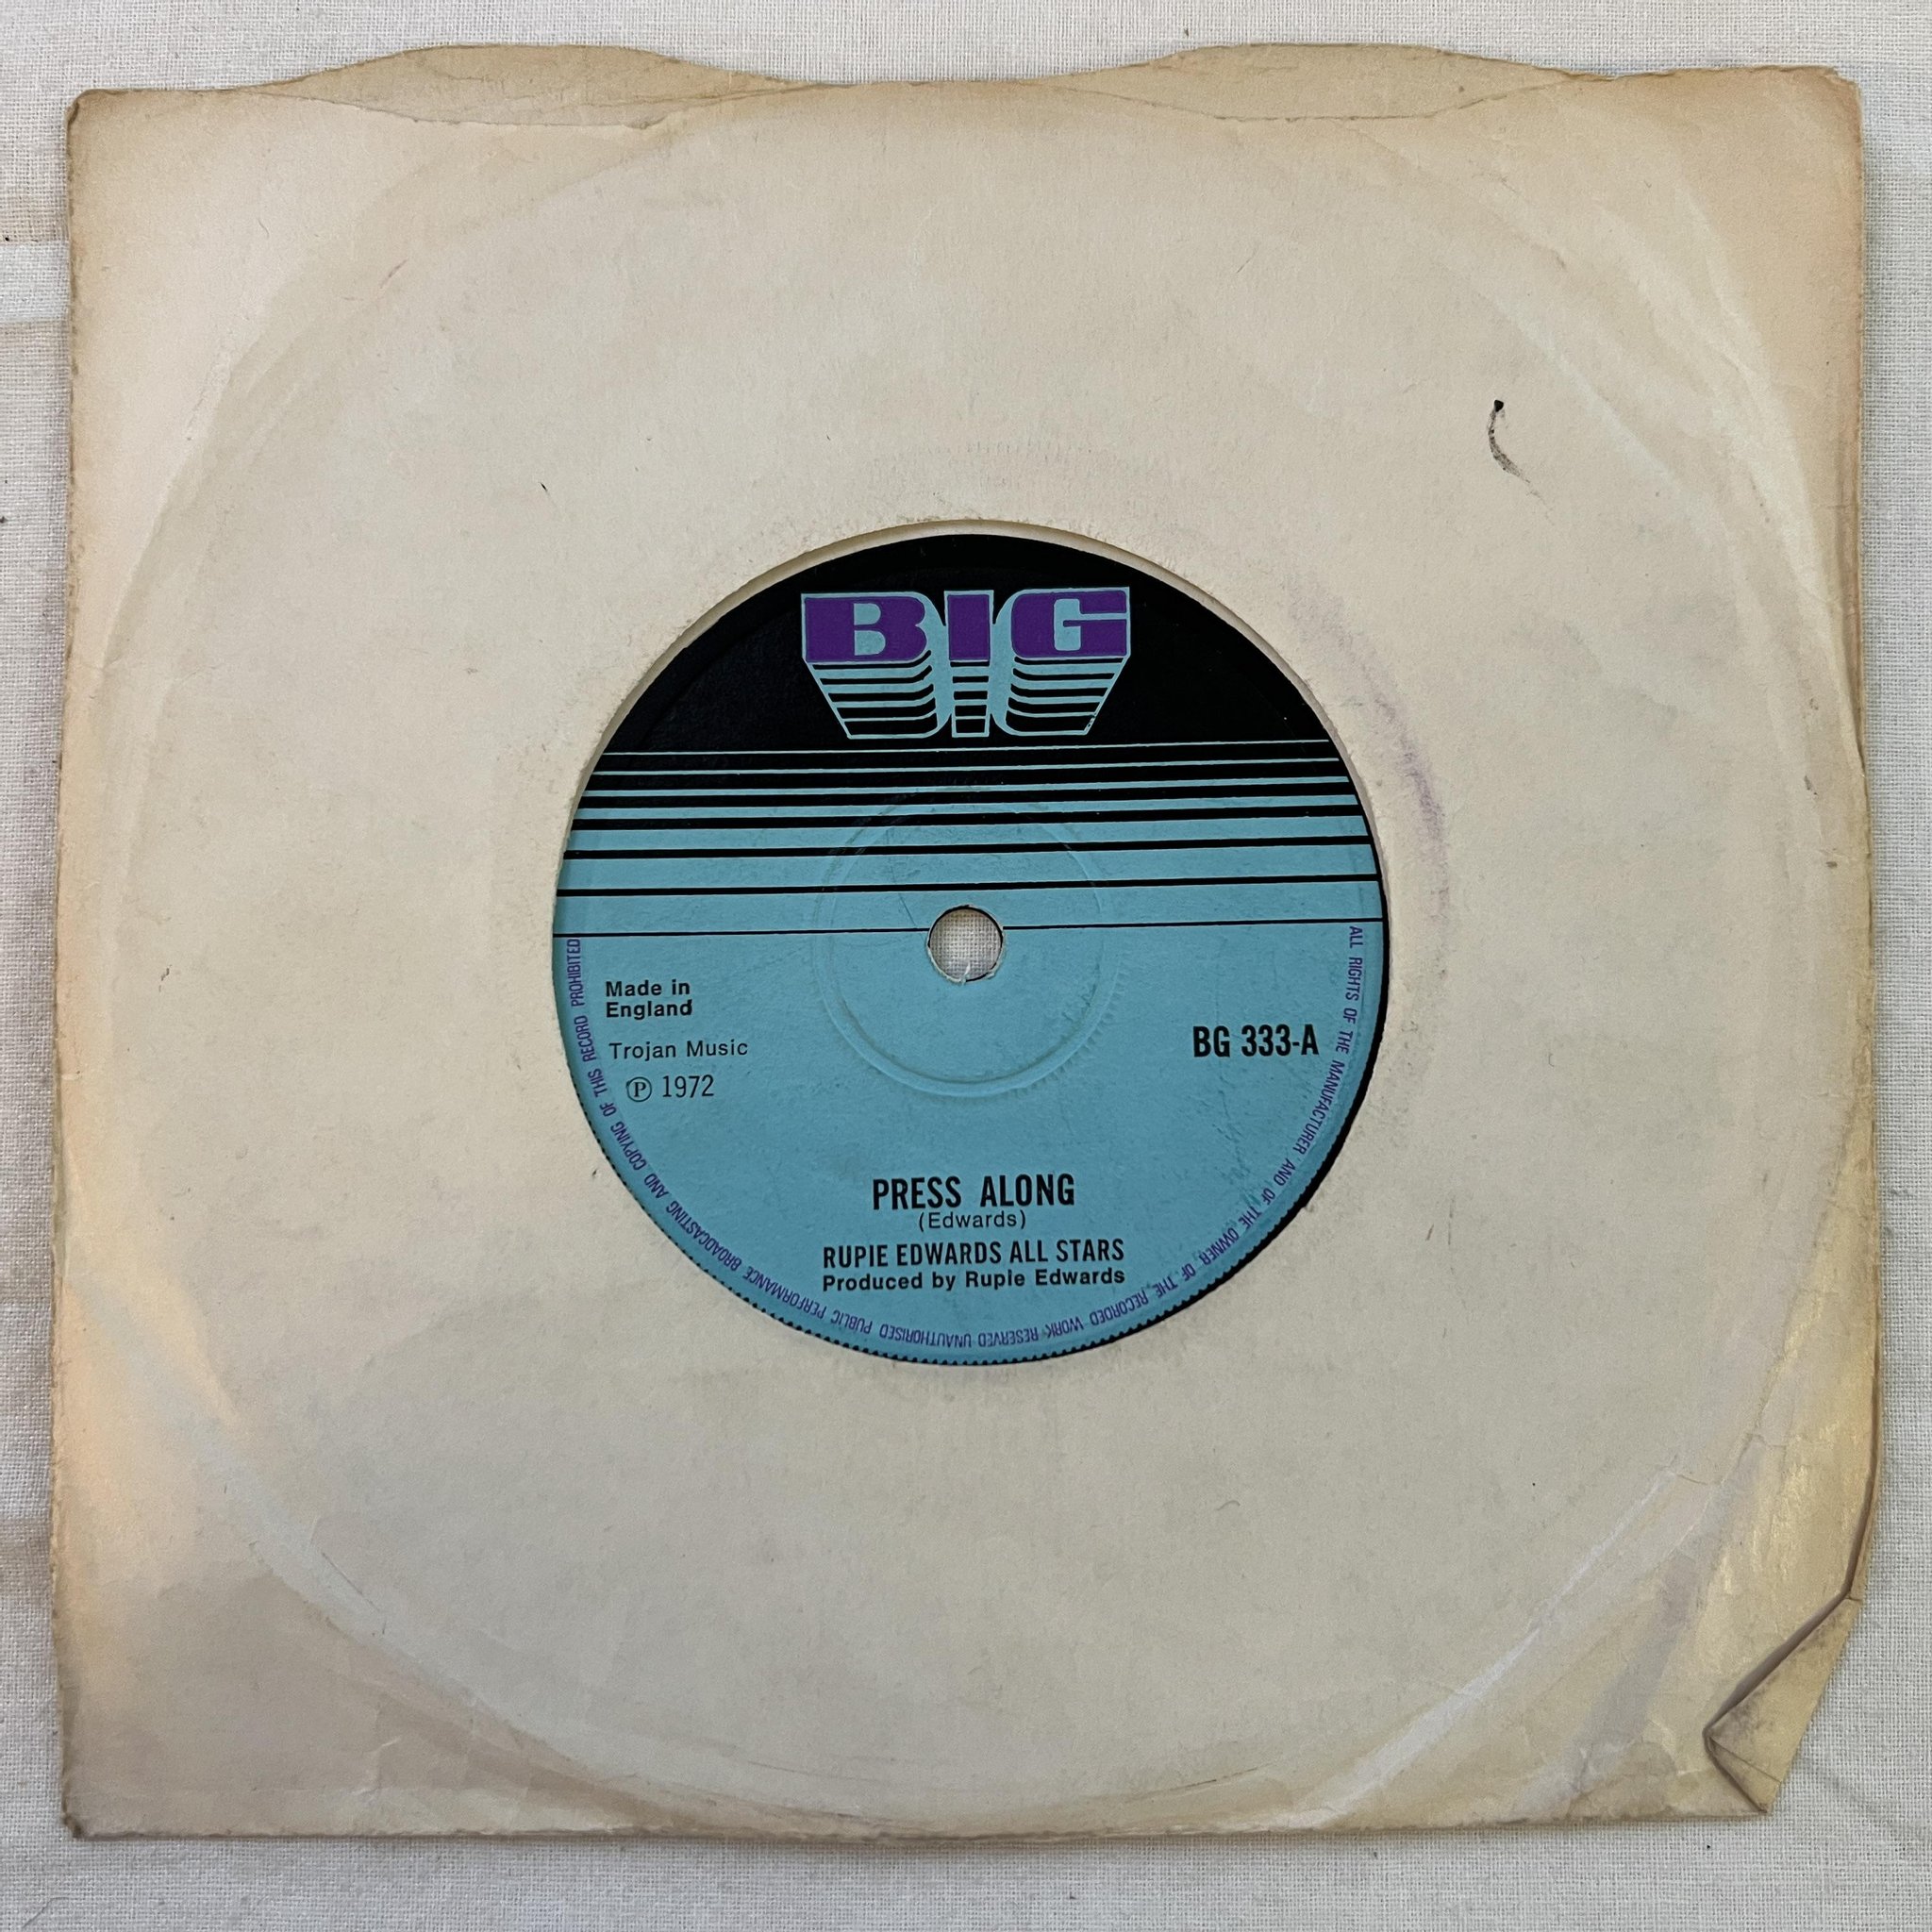 BIG
Made in
England
Trojan Music
Ⓟ 1972
BG 333-A
PRESS ALONG
(Edwards)
RUPIE EDWARDS ALL STARS
Produced by Rupie Edwards
ALL RIGHTS OF THE MANUFACTURER AND OF THE OWNER OF THE RECORDED WORK RESERVED UNAUTHORISED PUBLIC PERFORMANCE BROADCASTING AND COPYING OF THIS RECORD PROHIBITED